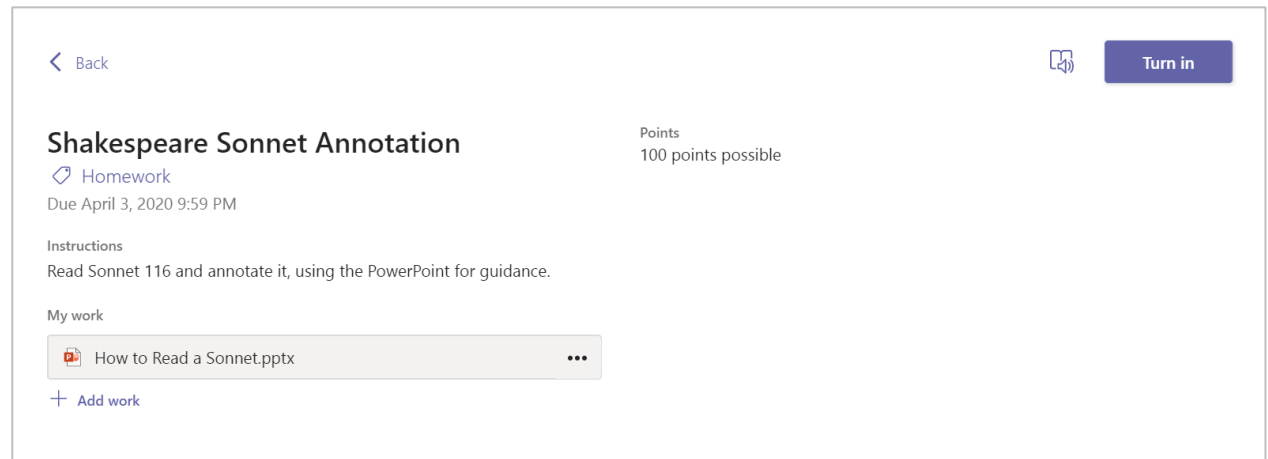 Back
Turn in
Shakespeare Sonnet Annotation
Homework
Due April 3, 2020 9:59 PM
Points
100 points possible
Instructions
Read Sonnet 116 and annotate it, using the PowerPoint for guidance.
My work
How to Read a Sonnet.pptx
Add work